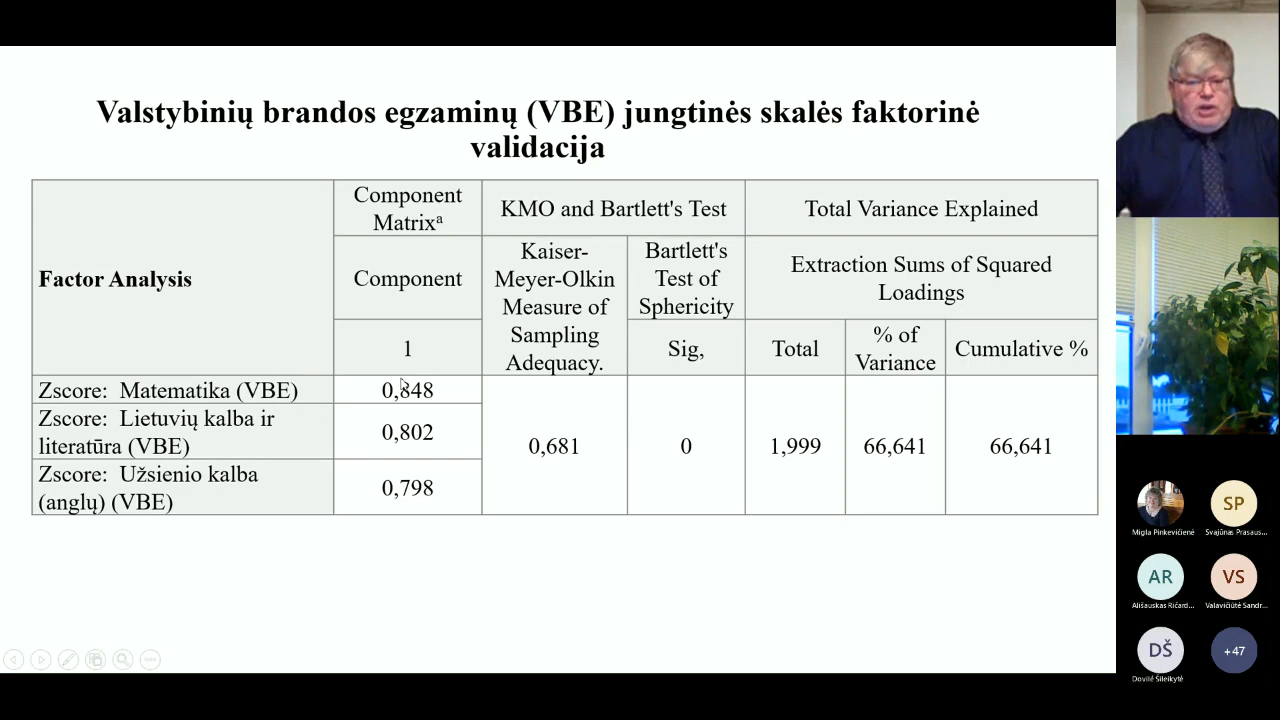 Valstybinių brandos egzaminų (VBE) jungtinės skalės faktorinė
validacija
Factor Analysis
Component
Matrixᵃ
KMO and Bartlett's Test
Total Variance Explained
Component
Kaiser-
Meyer-Olkin
Measure of
Sampling
Adequacy.
Bartlett's
Test of
Sphericity
Extraction Sums of Squared
Loadings
1
Sig,
Total
% of
Variance
Cumulative %
Zscore: Matematika (VBE)
0,848
Zscore: Lietuvių kalba ir
literatūra (VBE)
0,802
Zscore: Užsienio kalba
(anglų) (VBE)
0,798
0,681
0
1,999
66,641
66,641
Migla Pinkevičienė
SP
Svajūnas Prasaus...
AR
Ališauskas Ričard...
VS
Valavičiūtė Sandr...
DŠ
Dovilė Šileikytė
+47